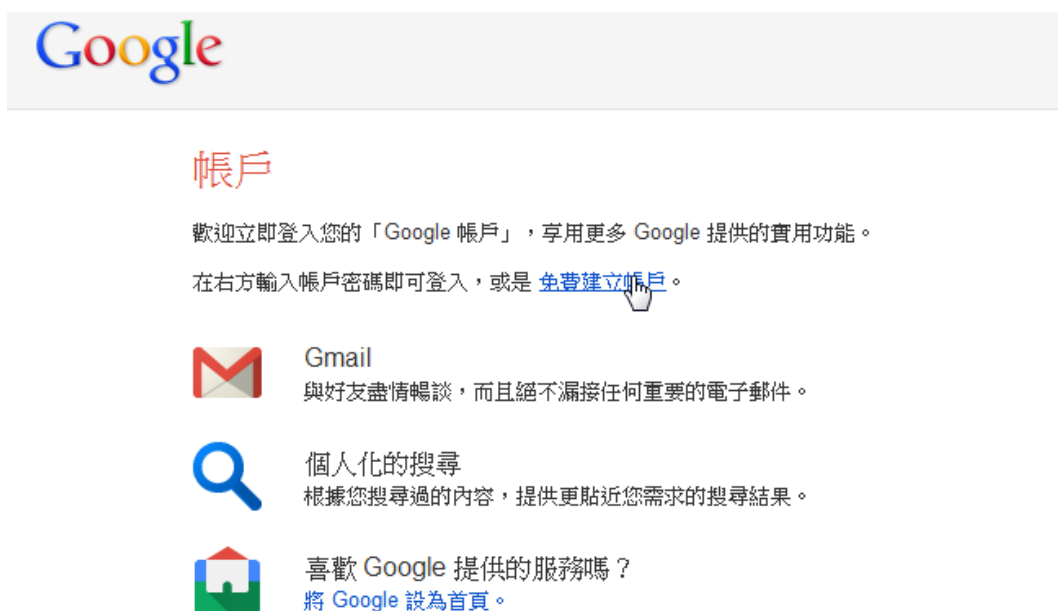 Google
帳戶
歡迎立即登入您的「Google 帳戶」，享用更多 Google 提供的實用功能。
在右方輸入帳戶密碼即可登入，或是 免費建立帳戶。
Gmail
與好友盡情暢談，而且絕不漏接任何重要的電子郵件。
個人化的搜尋
根據您搜尋過的內容，提供更貼近您需求的搜尋結果。
喜歡 Google 提供的服務嗎？
將 Google 設為首頁。